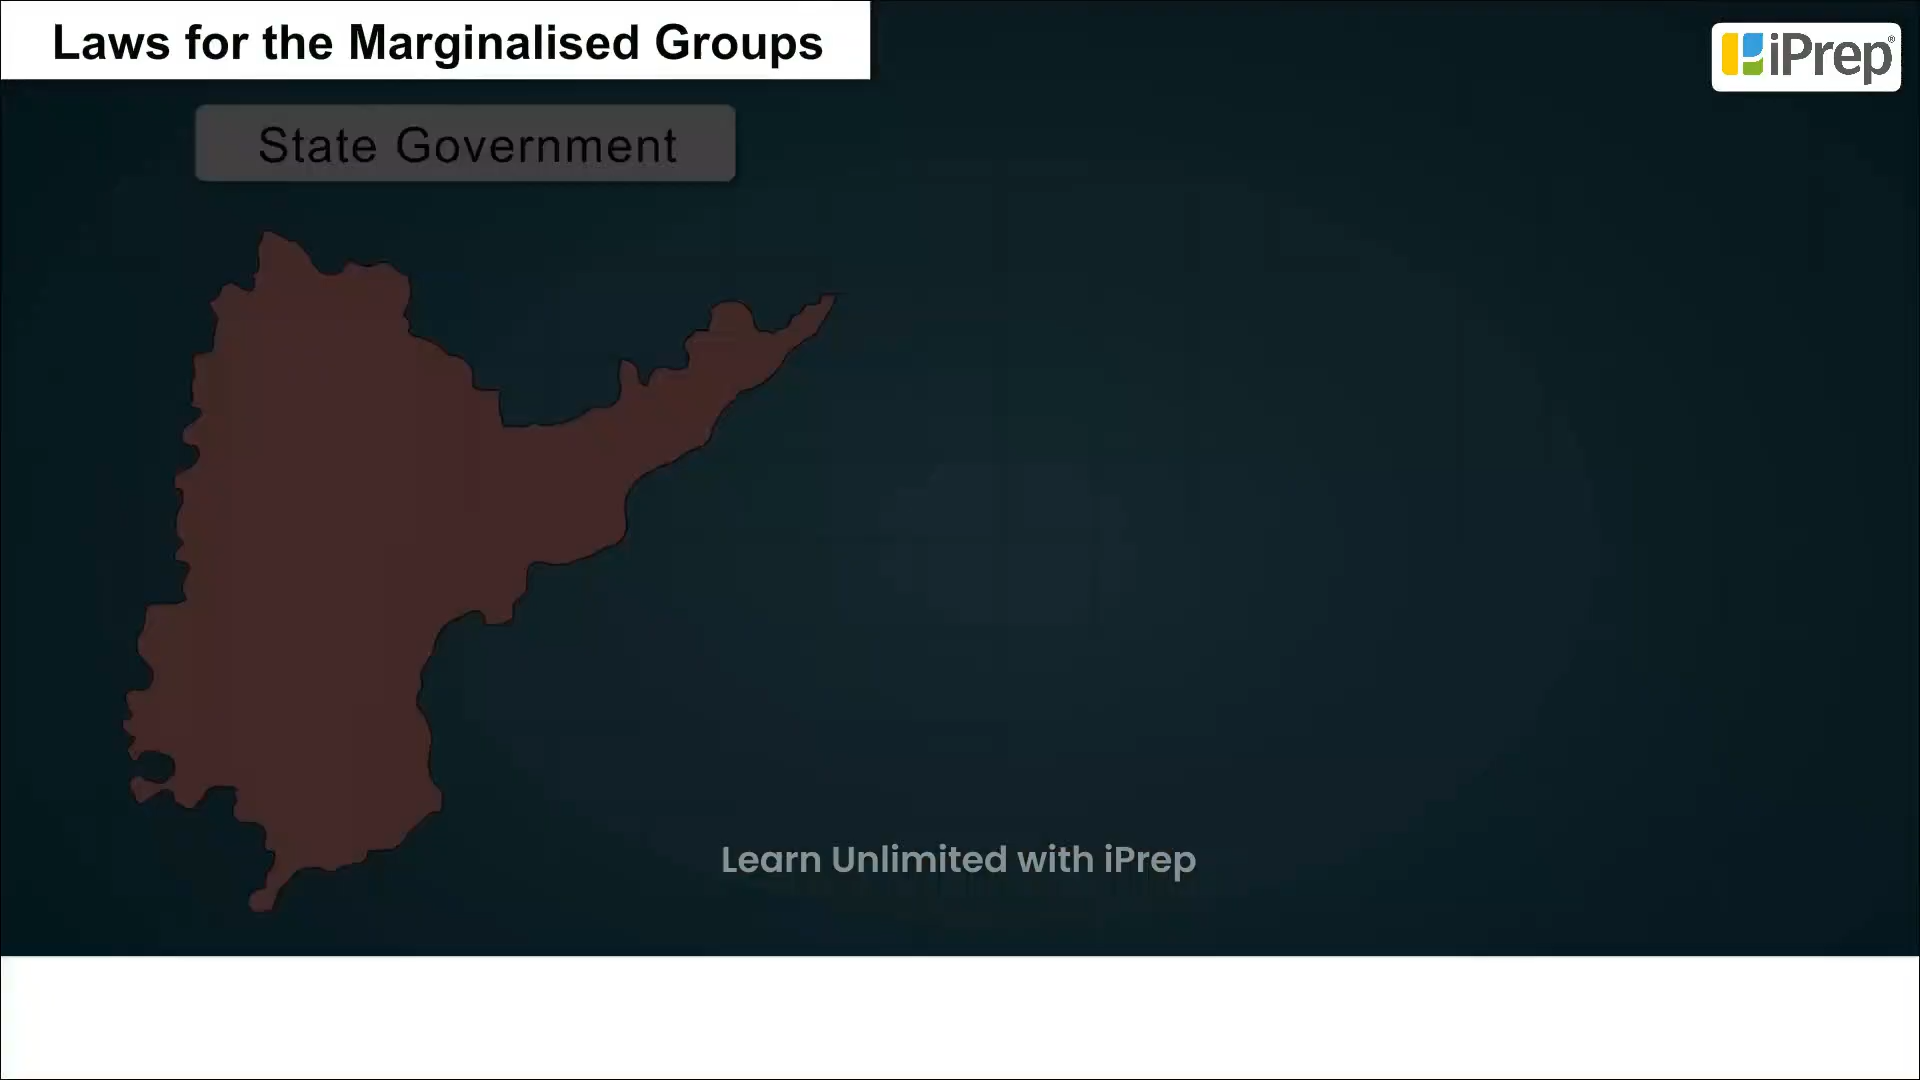 Laws for the Marginalised Groups
iPrep®
State Government
Learn Unlimited with iPrep